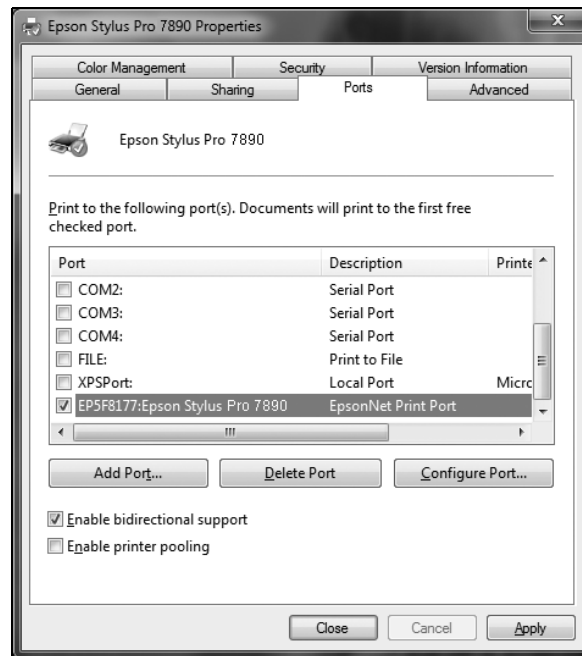 Epson Stylus Pro 7890 Properties
Color Management Security Version Information
General Sharing Ports Advanced
Epson Stylus Pro 7890
Print to the following port(s). Documents will print to the first free
checked port.
Port Description Printe
COM2: Serial Port
COM3: Serial Port
COM4: Serial Port
FILE: Print to File
XPSPort: Local Port Micro
EP5F8177:Epson Stylus Pro 7890 EpsonNet Print Port
Add Port... Delete Port Configure Port...
Enable bidirectional support
Enable printer pooling
Close Cancel Apply